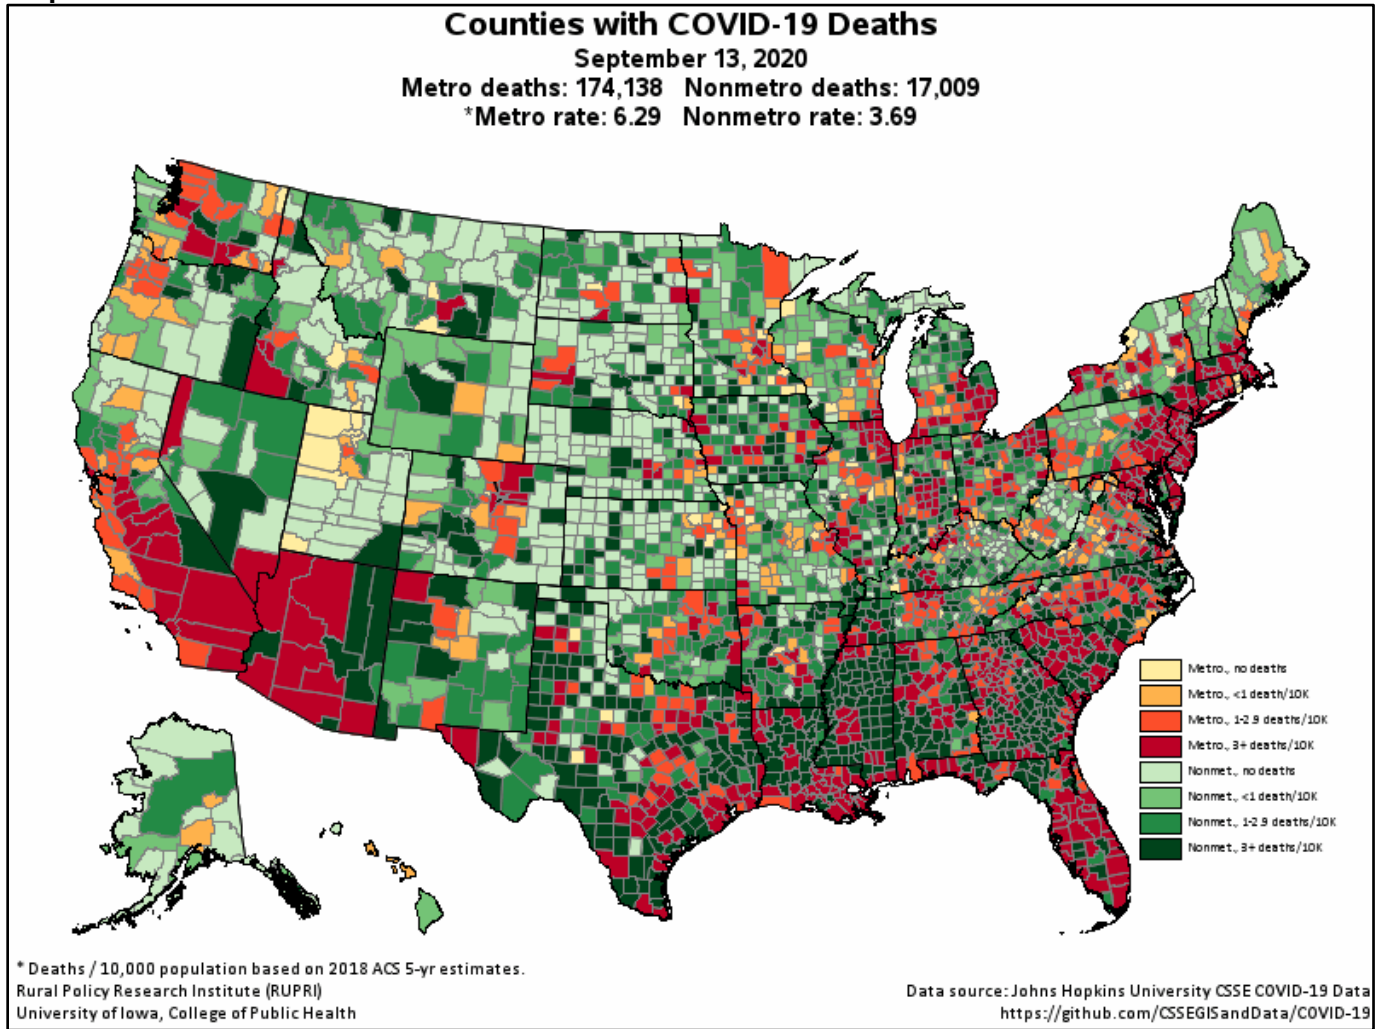 Counties with COVID-19 Deaths
September 13, 2020
Metro deaths: 174,138 Nonmetro deaths: 17,009
*Metro rate: 6.29 Nonmetro rate: 3.69
Metro., no deaths
Metro., <1 death/10K
Metro., 1-2.9 deaths/10K
Metro., 3+ deaths/10K
Nonmet., no deaths
Nonmet., <1 death/10K
Nonmet., 1-2.9 deaths/10K
Nonmet., 3+ deaths/10K
* Deaths / 10,000 population based on 2018 ACS 5-yr estimates.
Rural Policy Research Institute (RUPRI)
University of Iowa, College of Public Health
Data source: Johns Hopkins University CSSE COVID-19 Data
https://github.com/CSSEGISandData/COVID-19